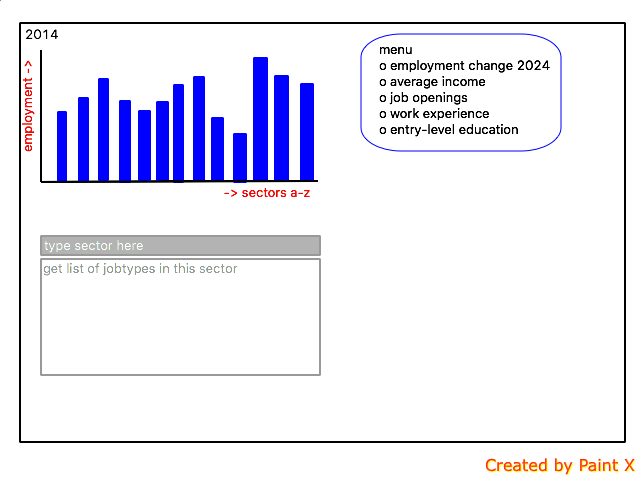 2014
employment ->
-> sectors a-z
menu
o employment change 2024
o average income
o job openings
o work experience
o entry-level education
type sector here
get list of jobtypes in this sector
Created by Paint X